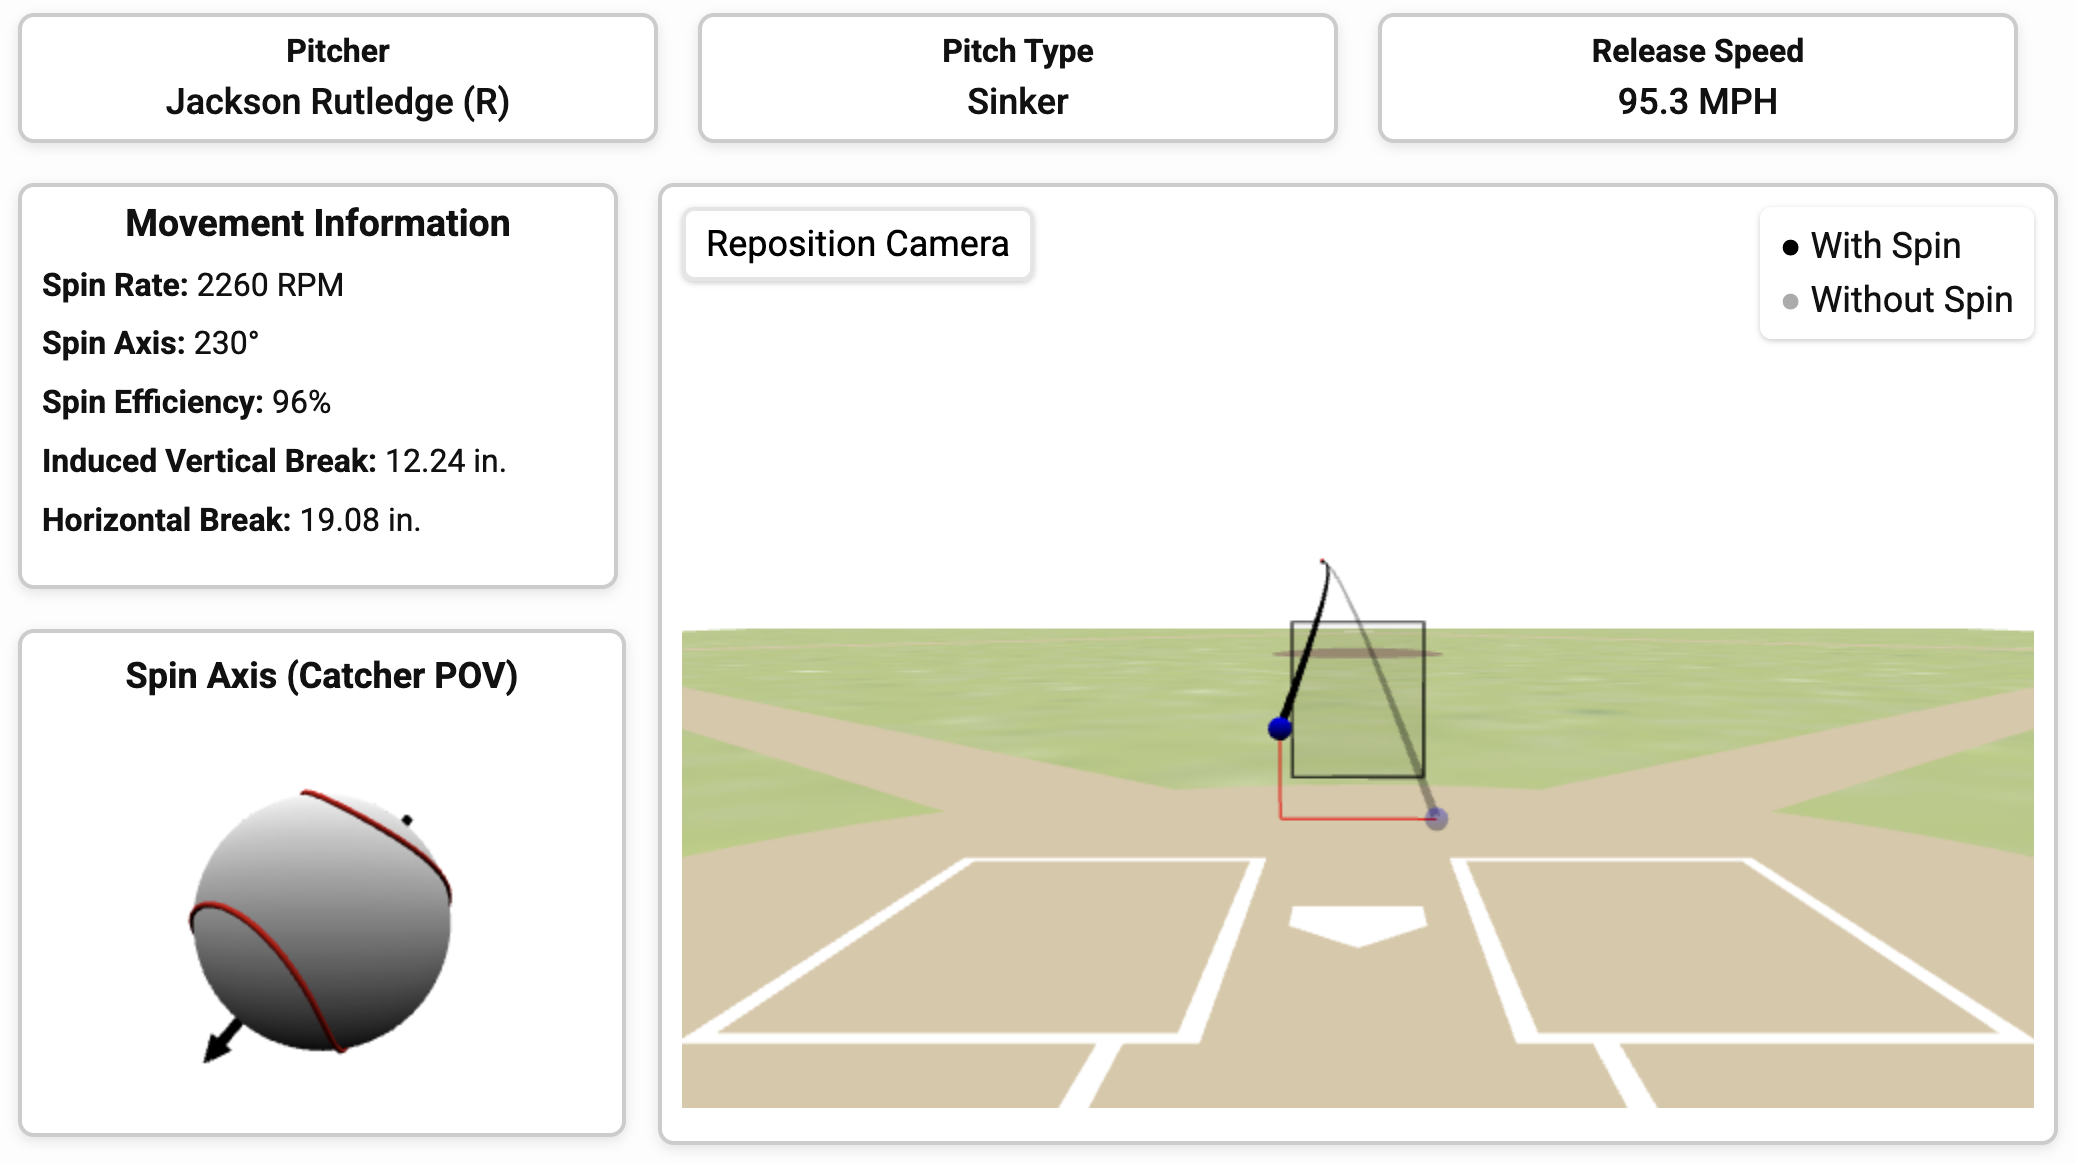 Pitcher
Jackson Rutledge (R)
Pitch Type
Sinker
Release Speed
95.3 MPH
Movement Information
Spin Rate: 2260 RPM
Spin Axis: 230°
Spin Efficiency: 96%
Induced Vertical Break: 12.24 in.
Horizontal Break: 19.08 in.
Spin Axis (Catcher POV)
Reposition Camera
With Spin
Without Spin